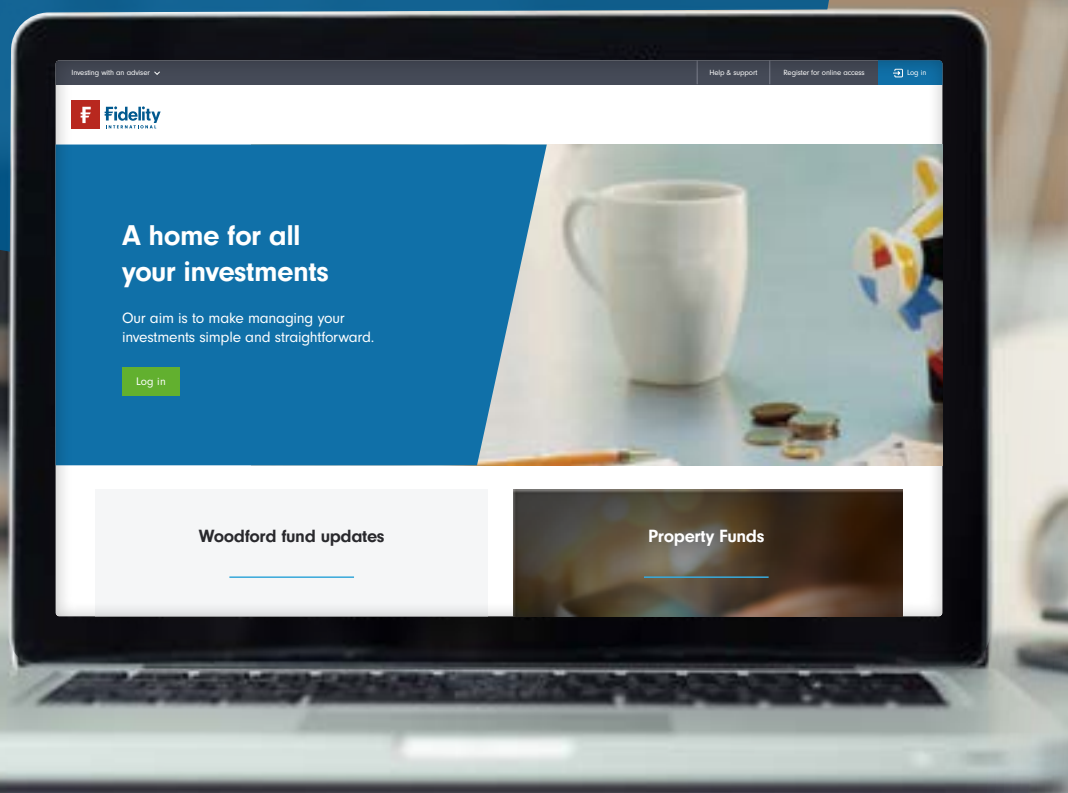 Investing with an adviser
Help & support
Register for online access
Log in
Fidelity
INTERNATIONAL
A home for all
your investments
Our aim is to make managing your
investments simple and straightforward.
Log in
Woodford fund updates
Property Funds